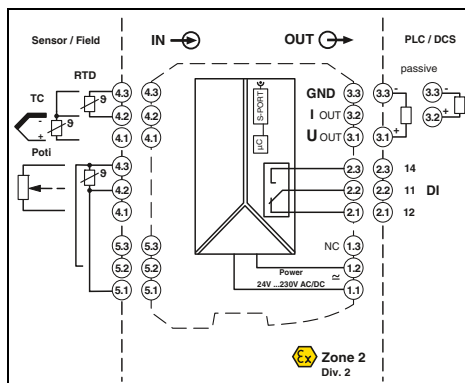 Sensor / Field
IN
OUT
PLC / DCS
RTD
TC
ϑ
ϑ
-
+
4.3
4.2
4.1
4.3
4.2
4.1
Poti
ϑ
4.3
4.2
4.1
5.3
5.2
5.1
5.3
5.2
5.1
S-PORT
µC
GND
I OUT
U OUT
3.3
3.2
3.1
passive
3.3
-
3.1
+
3.3
-
3.2
+
2.3
2.2
2.1
2.3
2.2
2.1
14
11
12
DI
NC
1.3
1.2
1.1
Power
24V ...230V AC/DC
≃
Ex
Zone 2
Div. 2